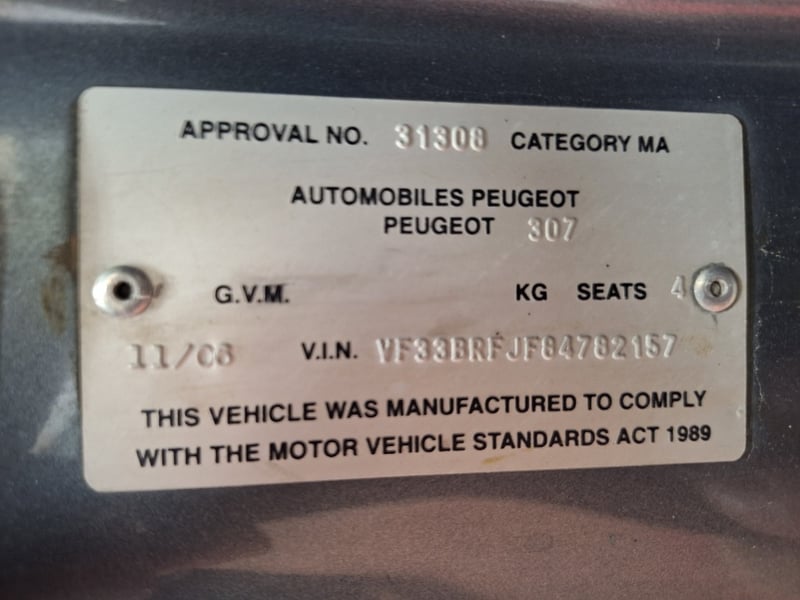 APPROVAL NO. 31308 CATEGORY MA
AUTOMOBILES PEUGEOT
PEUGEOT 307
G.V.M. KG SEATS 4
11/06 V.I.N. VF33BRFJF84782157
THIS VEHICLE WAS MANUFACTURED TO COMPLY
WITH THE MOTOR VEHICLE STANDARDS ACT 1989